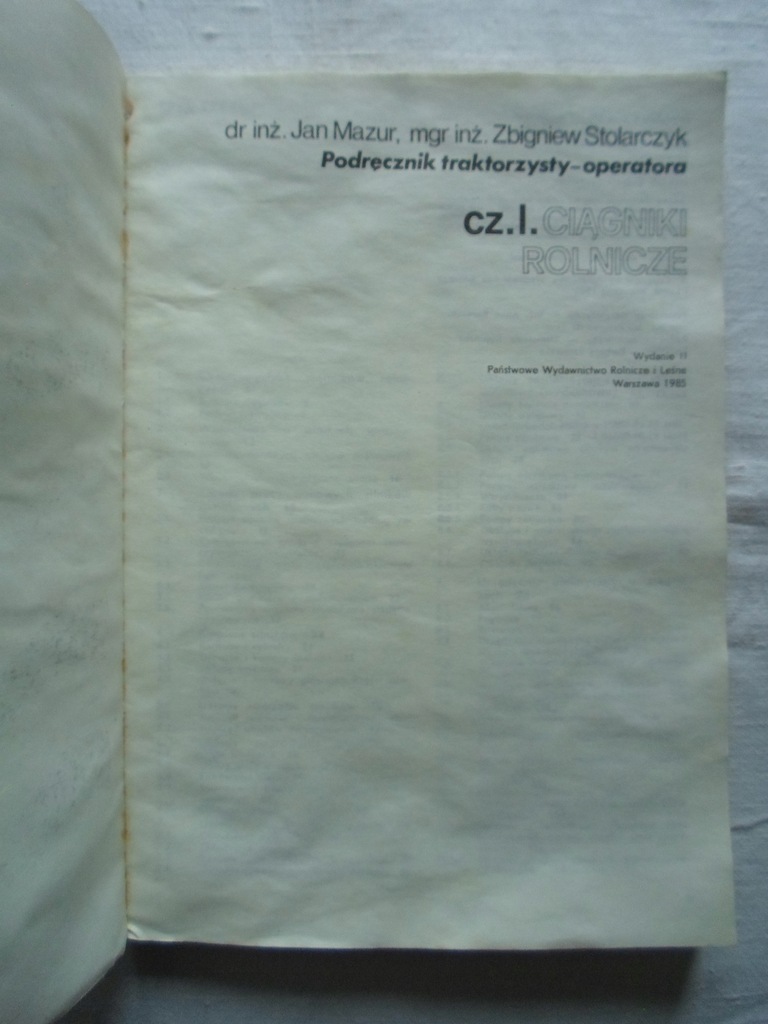 dr inż. Jan Mazur, mgr inż. Zbigniew Stolarczyk
Podręcznik traktorzysty-operatora
cz.I. CIĄGNIKI
ROLNICZE
Wydanie II
Państwowe Wydawnictwo Rolnicze i Leśne
Warszawa 1985